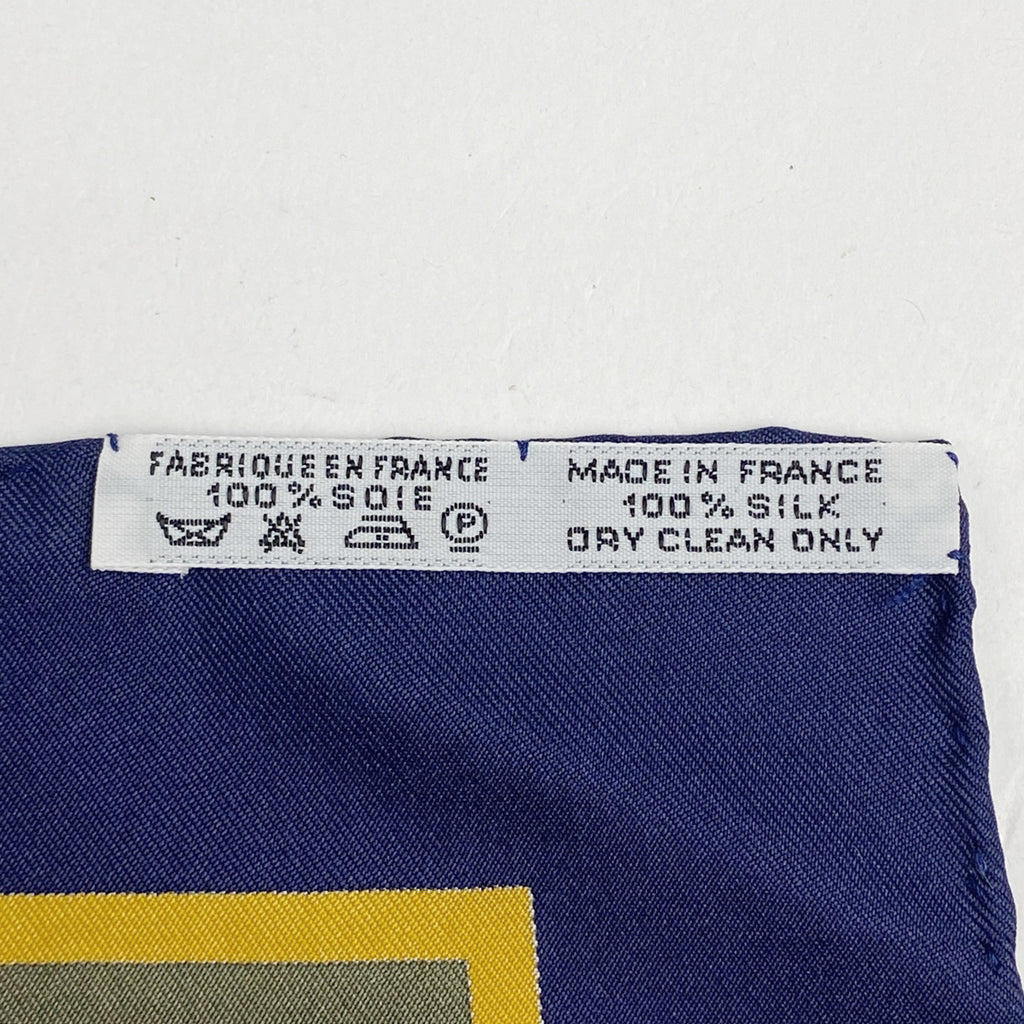 FABRIQUE EN FRANCE
100% SOIE
P
MADE IN FRANCE
100% SILK
DRY CLEAN ONLY